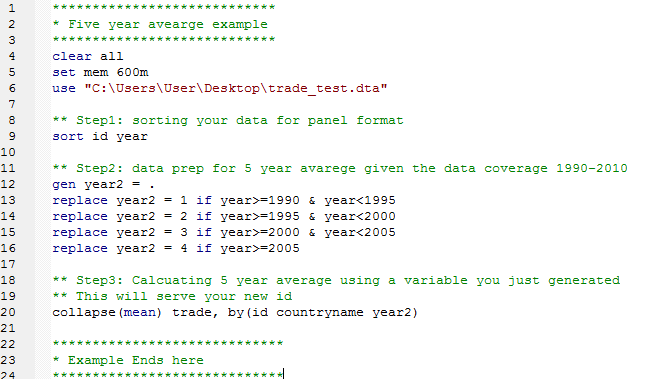 1 ****************************
2 * Five year avearge example
3 ****************************
4 clear all
5 set mem 600m
6 use "C:\Users\User\Desktop\trade_test.dta"
7
8 ** Step1: sorting your data for panel format
9 sort id year
10
11 ** Step2: data prep for 5 year avarege given the data coverage 1990-2010
12 gen year2 = .
13 replace year2 = 1 if year>=1990 & year<1995
14 replace year2 = 2 if year>=1995 & year<2000
15 replace year2 = 3 if year>=2000 & year<2005
16 replace year2 = 4 if year>=2005
17
18 ** Step3: Calcuating 5 year average using a variable you just generated
19 ** This will serve your new id
20 collapse(mean) trade, by(id countryname year2)
21
22 *****************************
23 * Example Ends here
24 *****************************